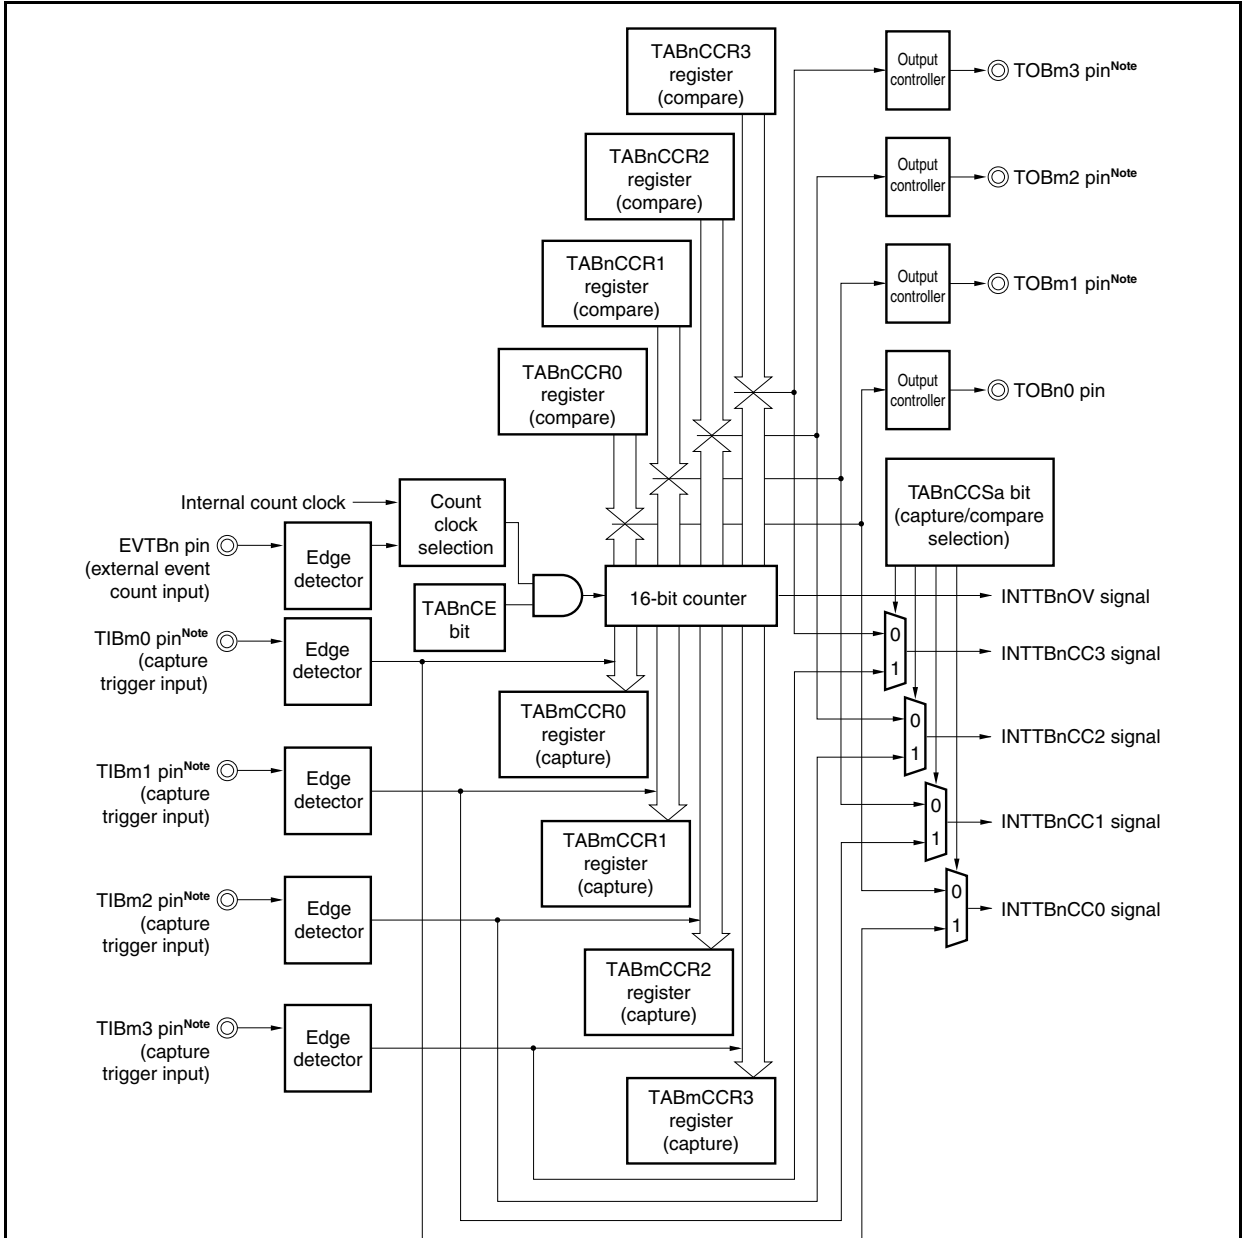 TABnCCR3
register
(compare)
Output
controller
TOBm3 pinNote
TABnCCR2
register
(compare)
Output
controller
TOBm2 pinNote
TABnCCR1
register
(compare)
Output
controller
TOBm1 pinNote
TABnCCR0
register
(compare)
Output
controller
TOBn0 pin
Internal count clock
Count
clock
selection
TABnCCSa bit
(capture/compare
selection)
EVTBn pin
(external event
count input)
Edge
detector
TABnCE
bit
16-bit counter
INTTBnOV signal
TIBm0 pinNote
(capture
trigger input)
Edge
detector
0
1
INTTBnCC3 signal
TABmCCR0
register
(capture)
0
1
INTTBnCC2 signal
TIBm1 pinNote
(capture
trigger input)
Edge
detector
TABmCCR1
register
(capture)
0
1
INTTBnCC1 signal
TIBm2 pinNote
(capture
trigger input)
Edge
detector
0
1
INTTBnCC0 signal
TABmCCR2
register
(capture)
TIBm3 pinNote
(capture
trigger input)
Edge
detector
TABmCCR3
register
(capture)